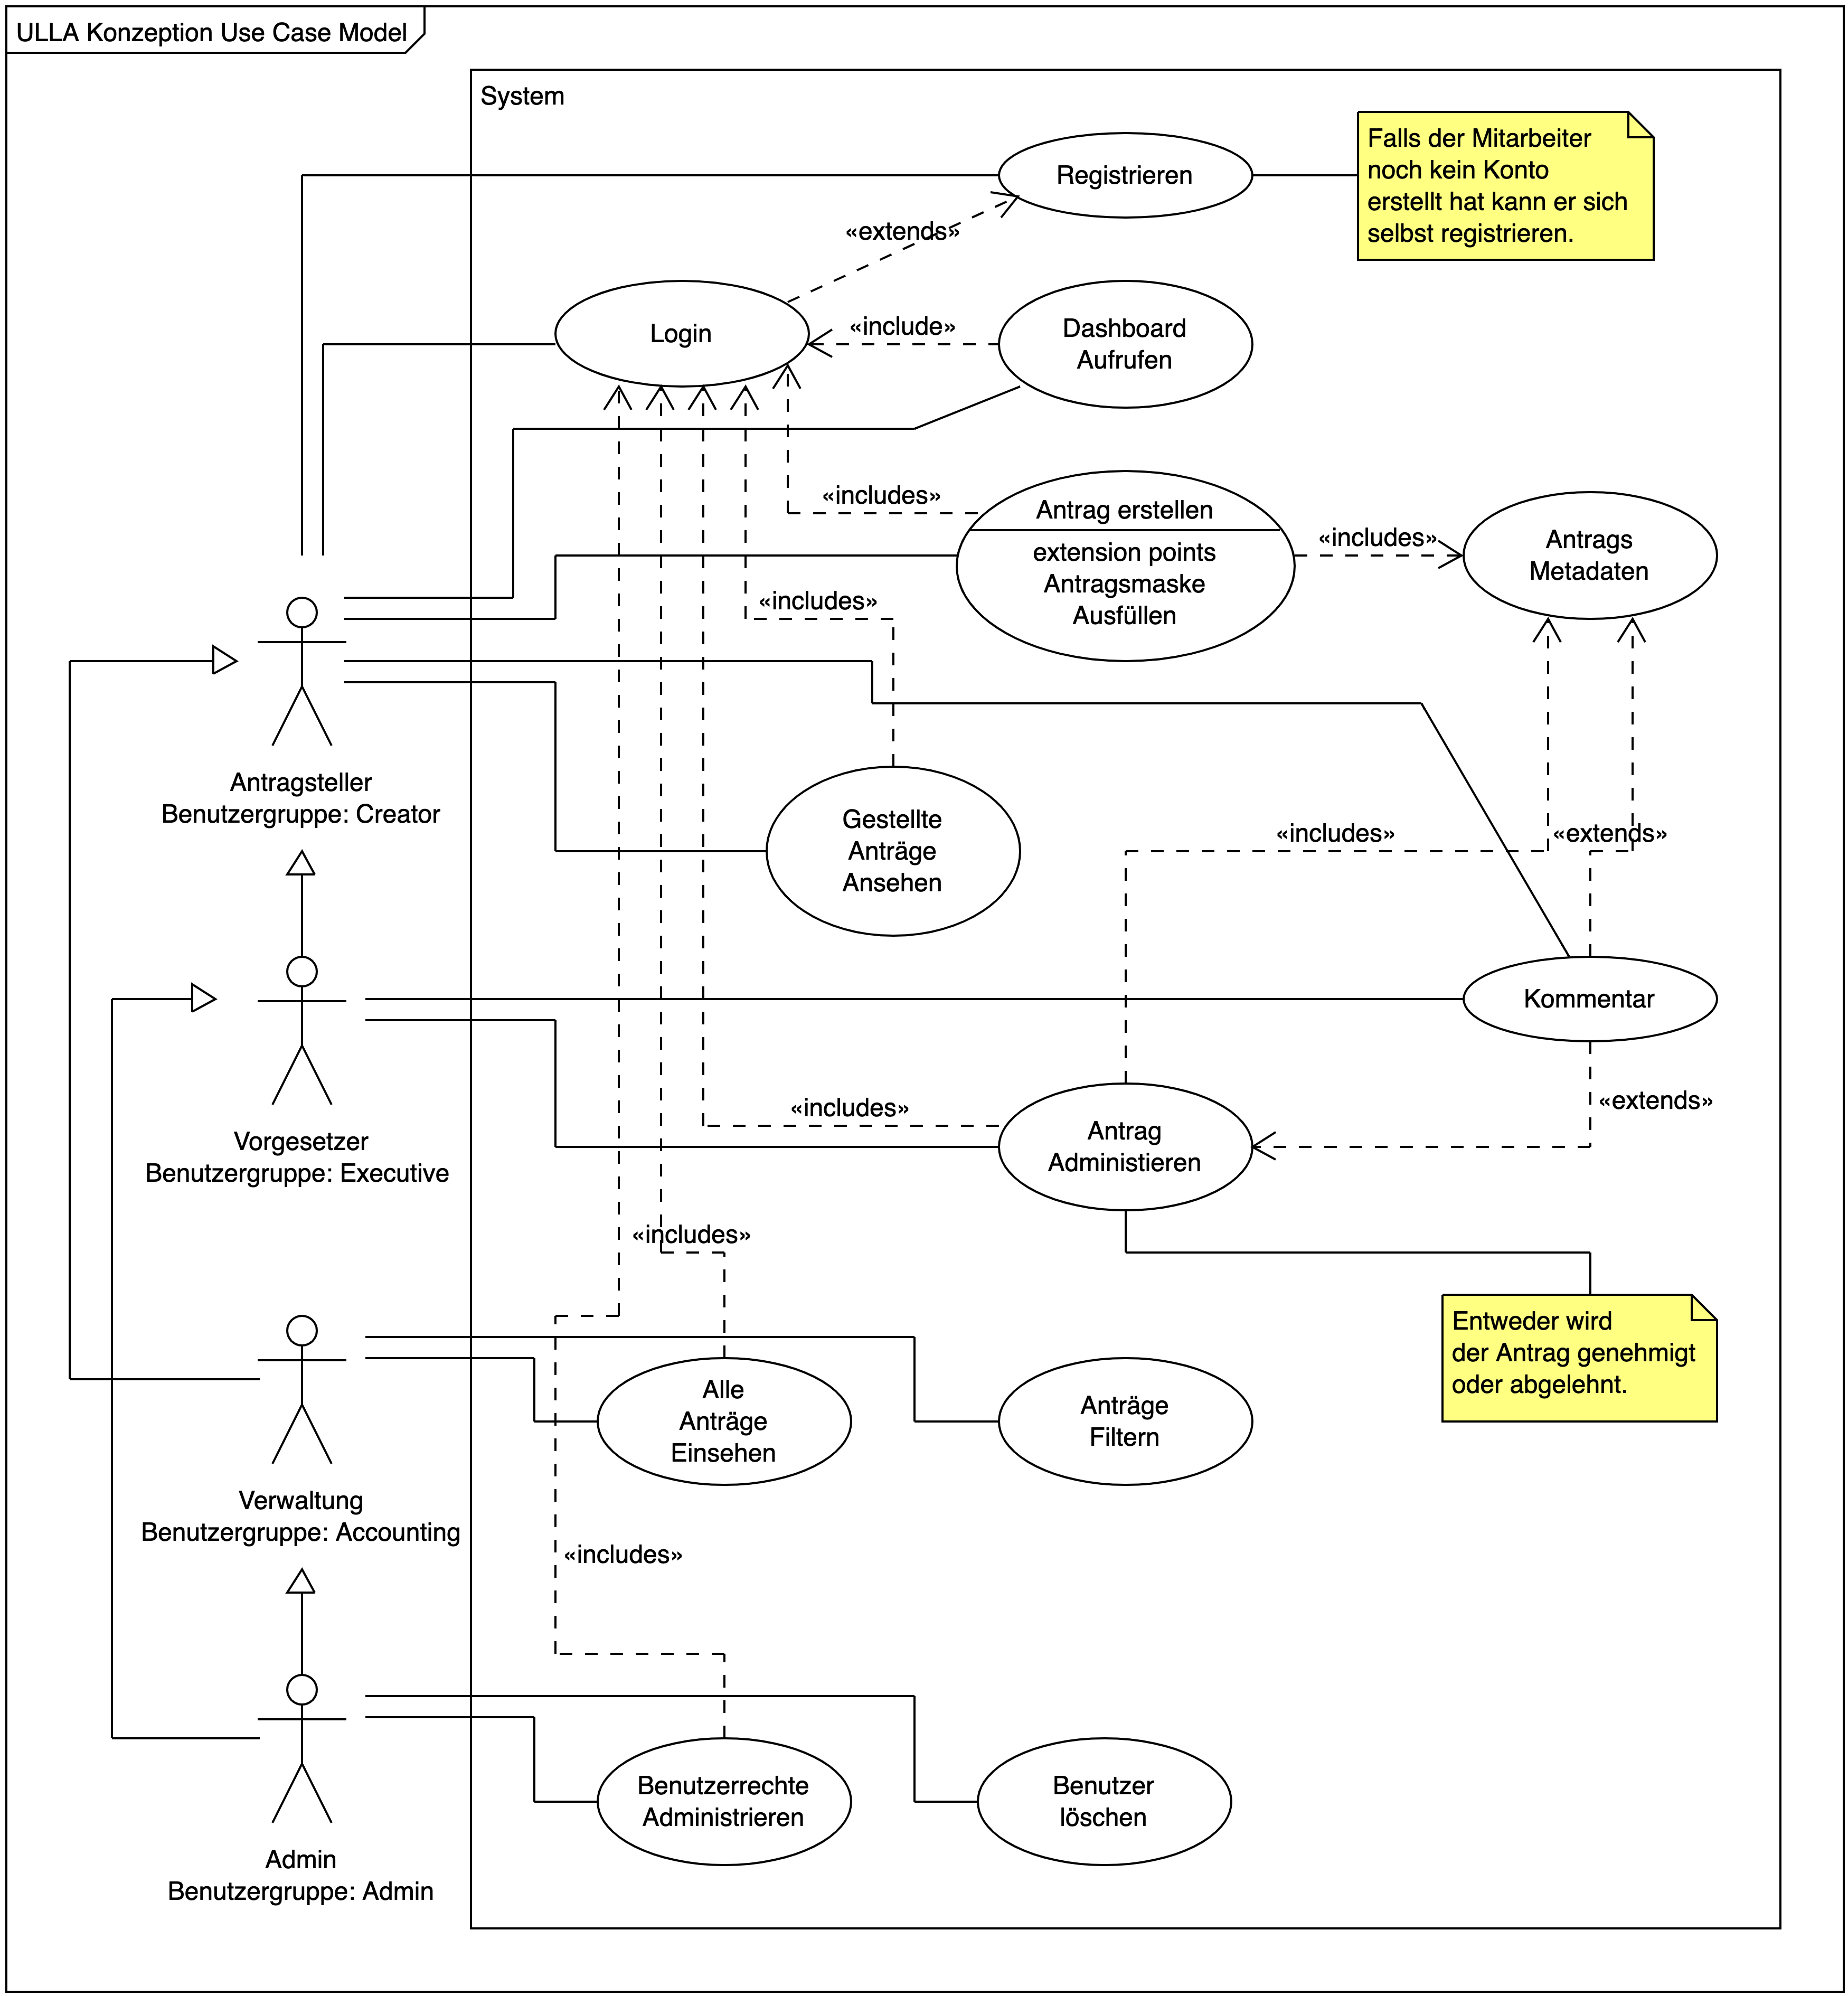 ULLA Konzeption Use Case Model
System
Registrieren
Falls der Mitarbeiter
noch kein Konto
erstellt hat kann er sich
selbst registrieren.
«extends»
Login
«include»
Dashboard
Aufrufen
«includes»
Antrag erstellen
extension points
Antragsmaske
Ausfüllen
«includes»
Antrags
Metadaten
«includes»
Antragsteller
Benutzergruppe: Creator
Gestellte
Anträge
Ansehen
«includes»
«extends»
Kommentar
Vorgesetzer
Benutzergruppe: Executive
«includes»
Antrag
Administieren
«extends»
«includes»
Entweder wird
der Antrag genehmigt
oder abgelehnt.
Alle
Anträge
Einsehen
Anträge
Filtern
Verwaltung
Benutzergruppe: Accounting
«includes»
Benutzerrechte
Administrieren
Benutzer
löschen
Admin
Benutzergruppe: Admin